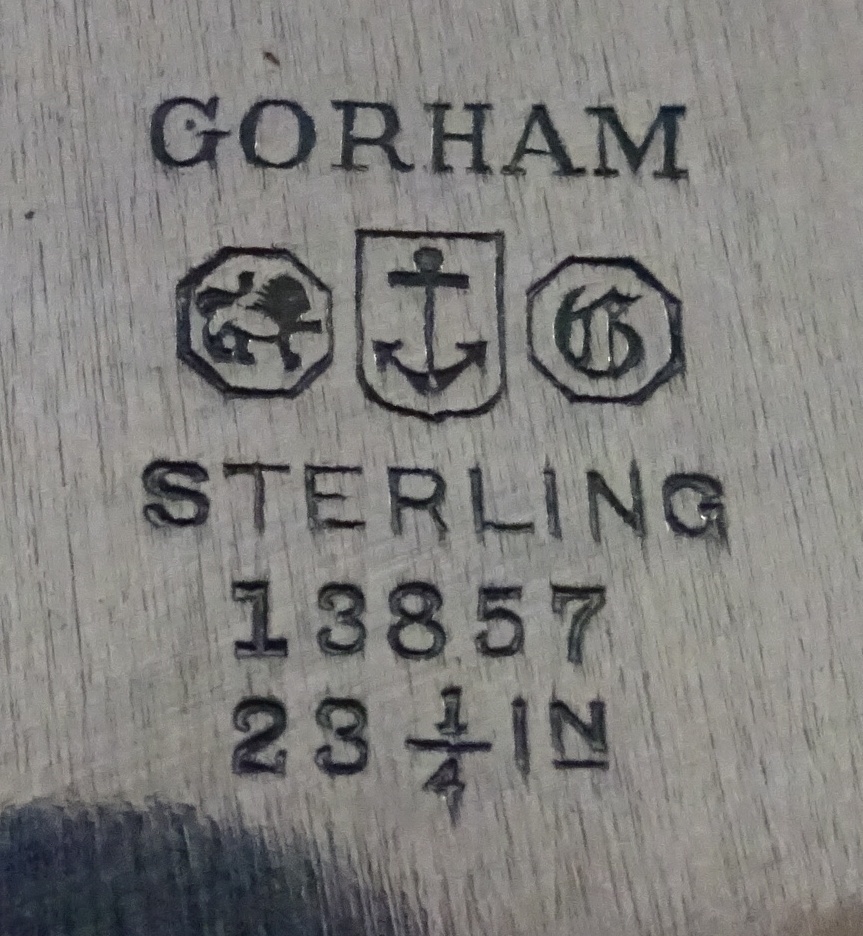 GORHAM
G
STERLING
13857
23 1/4 IN